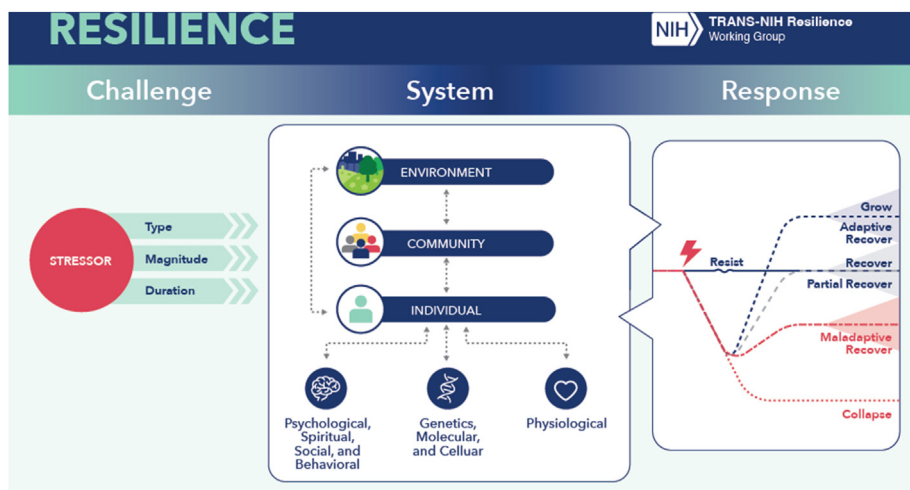 RESILIENCE
NIH
TRANS-NIH Resilience
Working Group
Challenge
System
Response
STRESSOR
Type
Magnitude
Duration
ENVIRONMENT
COMMUNITY
INDIVIDUAL
Psychological,
Spiritual,
Social, and
Behavioral
Genetics,
Molecular,
and Celluar
Physiological
Resist
Grow
Adaptive
Recover
Recover
Partial Recover
Maladaptive
Recover
Collapse